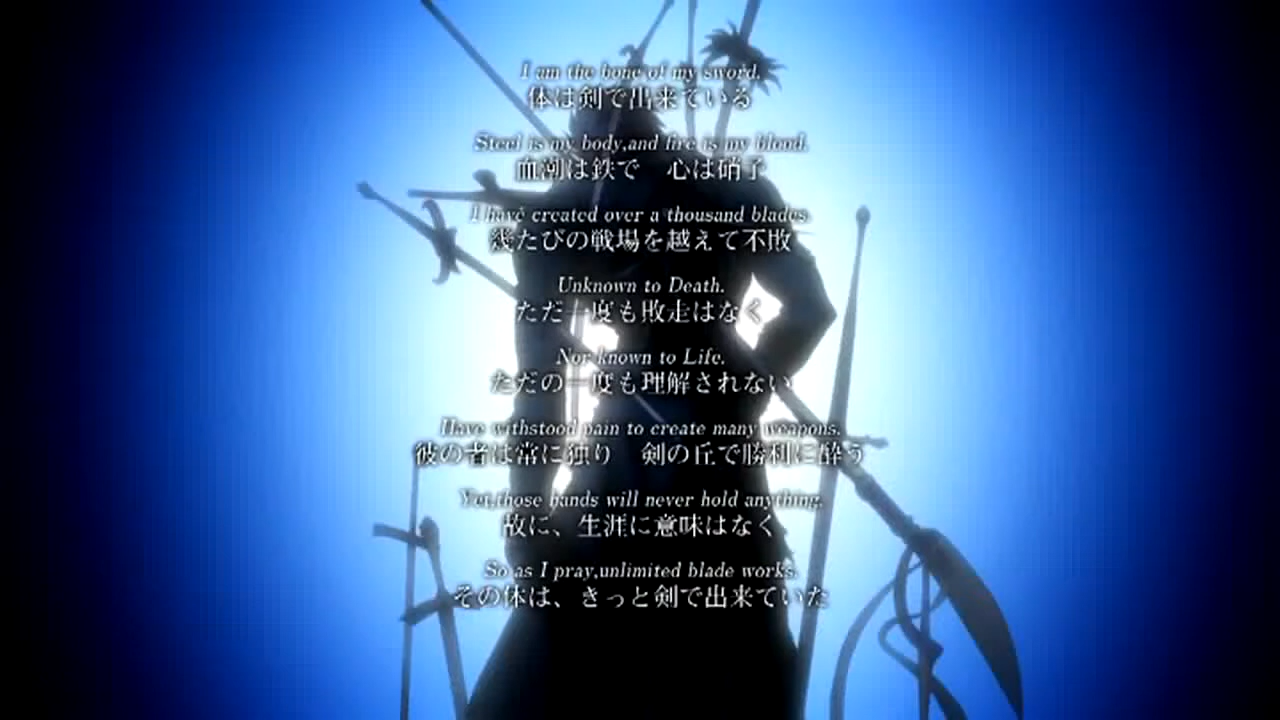 I am the bone of my sword.
体は剣で出来ている
Steel is my body,and fire is my blood.
血潮は鉄で　心は硝子
I have created over a thousand blades.
幾たびの戦場を越えて不敗
Unknown to Death.
ただ一度も敗走はなく
Nor known to Life.
ただの一度も理解されない
Have withstood pain to create many weapons.
彼の者は常に独り　剣の丘で勝利に酔う
Yet,those hands will never hold anything.
故に、生涯に意味はなく
So as I pray,unlimited blade works.
その体は、きっと剣で出来ていた